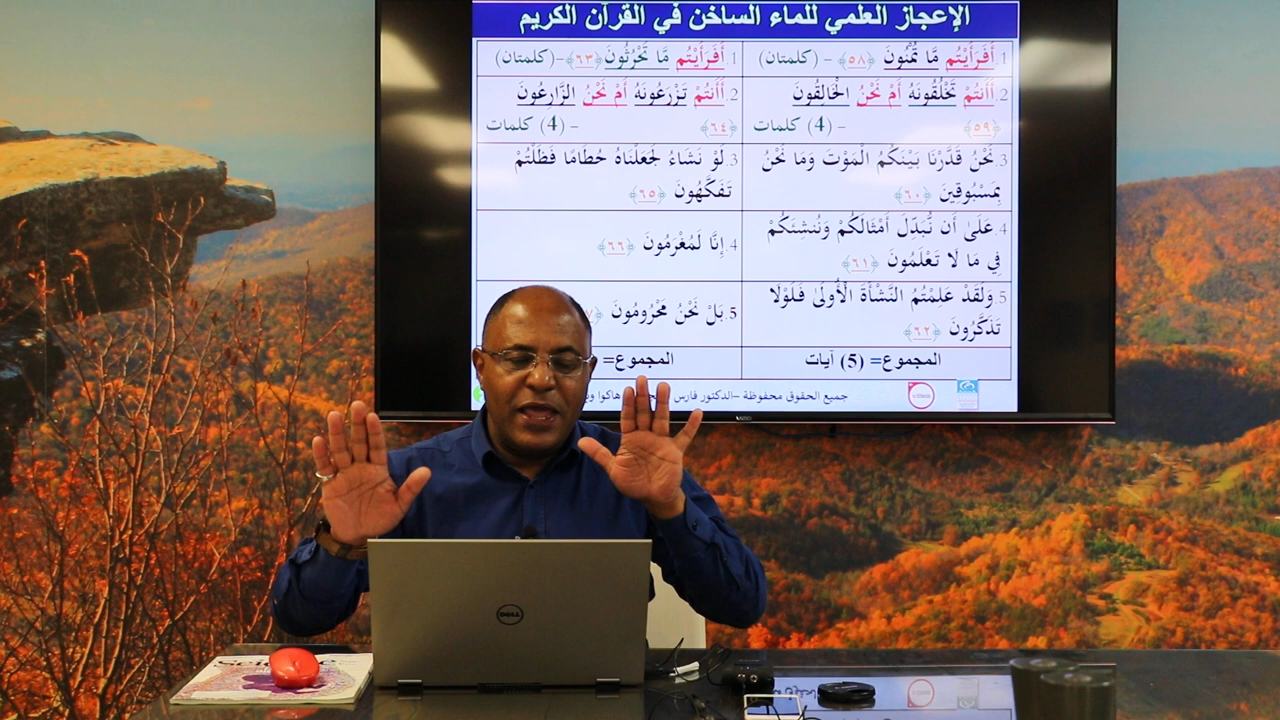 الإعجاز العلمي للماء الساخن في القرآن الكريم
1. أَفَرَأَيْتُم مَّا تُمْنُونَ ﴿٥٨﴾ – (كلمتان)
2. أَأَنتُمْ تَخْلُقُونَهُ أَمْ نَحْنُ الْخَالِقُونَ
﴿٥٩﴾ – (4) كلمات
3. نَحْنُ قَدَّرْنَا بَيْنَكُمُ الْمَوْتَ وَمَا نَحْنُ
بِمَسْبُوقِينَ ﴿٦٠﴾
4. عَلَىٰ أَن نُّبَدِّلَ أَمْثَالَكُمْ وَنُنشِئَكُمْ
فِي مَا لَا تَعْلَمُونَ ﴿٦١﴾
5. وَلَقَدْ عَلِمْتُمُ النَّشْأَةَ الْأُولَىٰ فَلَوْلَا
تَذَكَّرُونَ ﴿٦٢﴾
المجموع= (5) آيات
1. أَفَرَأَيْتُم مَّا تَحْرُثُونَ ﴿٦٣﴾–(كلمتان)
2. أَأَنتُمْ تَزْرَعُونَهُ أَمْ نَحْنُ الزَّارِعُونَ
﴿٦٤﴾ – (4) كلمات
3. لَوْ نَشَاءُ لَجَعَلْنَاهُ حُطَامًا فَظَلْتُمْ
تَفَكَّهُونَ ﴿٦٥﴾
4. إِنَّا لَمُغْرَمُونَ ﴿٦٦﴾
5. بَلْ نَحْنُ مَحْرُومُونَ
المجموع=
جميع الحقوق محفوظة –الدكتور فارس
DELL